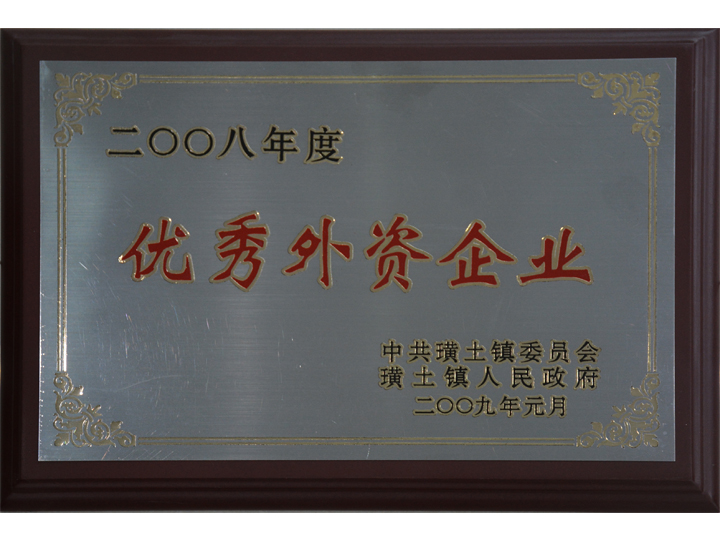 二〇〇八年度
优秀外资企业
中共璜土镇委员会
璜土镇人民政府
二〇〇九年元月